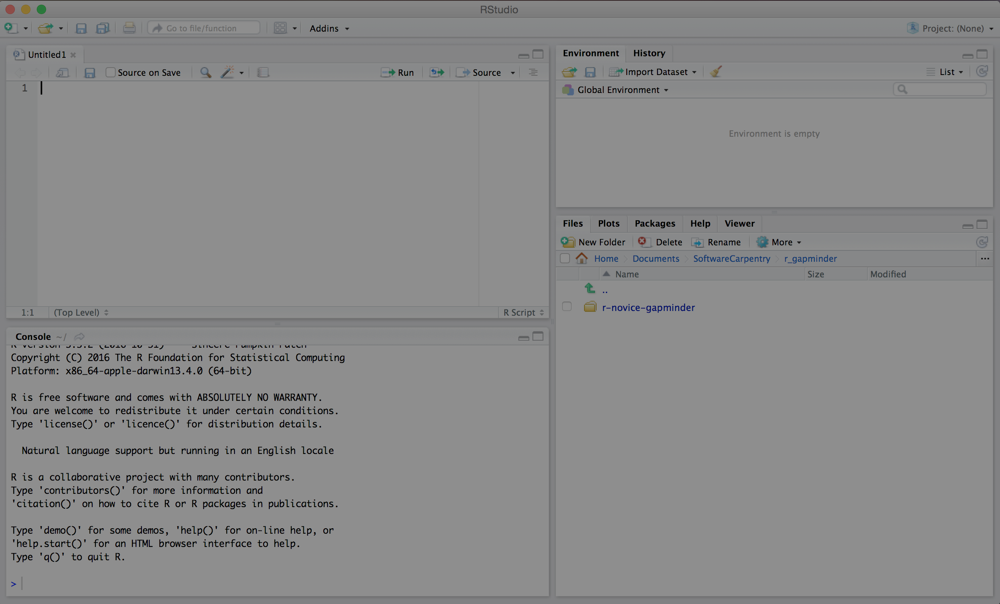 RStudio
Go to file/function
Addins
Project: (None)
Untitled1
Source on Save
Run
Source
1
1:1
(Top Level)
R Script
Console ~/
Copyright (C) 2016 The R Foundation for Statistical Computing
Platform: x86_64-apple-darwin13.4.0 (64-bit)
R is free software and comes with ABSOLUTELY NO WARRANTY.
You are welcome to redistribute it under certain conditions.
Type 'license()' or 'licence()' for distribution details.
Natural language support but running in an English locale
R is a collaborative project with many contributors.
Type 'contributors()' for more information and
'citation()' on how to cite R or R packages in publications.
Type 'demo()' for some demos, 'help()' for on-line help, or
'help.start()' for an HTML browser interface to help.
Type 'q()' to quit R.
>
Environment
History
Import Dataset
List
Global Environment
Environment is empty
Files
Plots
Packages
Help
Viewer
New Folder
Delete
Rename
More
Home
Documents
SoftwareCarpentry
r_gapminder
...
Name
Size
Modified
..
r-novice-gapminder